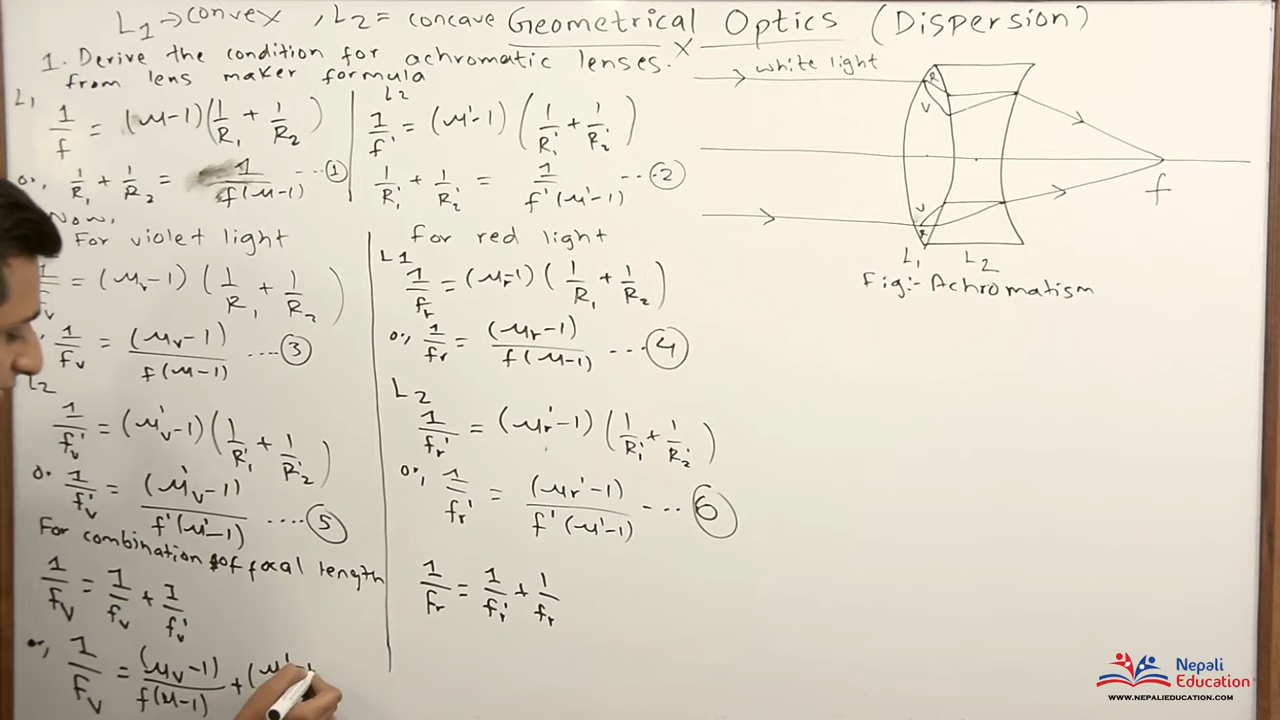 L₁→convex , L₂ = concave Geometrical Optics (Dispersion)
1. Derive the condition for achromatic lenses.
from lens maker formula
L₁
1/f = (μ-1)(1/R₁ + 1/R₂)
or, 1/R₁ + 1/R₂ = 1/f(μ-1) ...①
L₂
1/f' = (μ'-1) (1/R₁' + 1/R₂')
1/R₁' + 1/R₂' = 1/f'(μ'-1) ...②
Now,
For violet light
1/fᵥ = (μᵥ-1) (1/R₁ + 1/R₂)
1/fᵥ = (μᵥ-1)/f(μ-1) ....③
L₂
1/fᵥ' = (μᵥ'-1)(1/R₁' + 1/R₂')
or 1/fᵥ' = (μᵥ'-1)/f'(μ'-1) ....⑤
For combination of focal length
1/Fᵥ = 1/fᵥ + 1/fᵥ'
or, 1/Fᵥ = (μᵥ-1)/f(μ-1) + (μ'-1
for red light
L1
1/fᵣ = (μᵣ-1) (1/R₁ + 1/R₂)
or, 1/fᵣ = (μᵣ-1)/f(μ-1) ...④
L₂
1/fᵣ' = (μᵣ'-1) (1/R₁' + 1/R₂')
or, 1/fᵣ' = (μᵣ'-1)/f'(μ'-1) ...⑥
1/Fᵣ = 1/fᵣ' + 1/fᵣ
white light
R
V
V
R
f
L₁ L₂
Fig:- Achromatism
Nepali
Education
WWW.NEPALIEDUCATION.COM